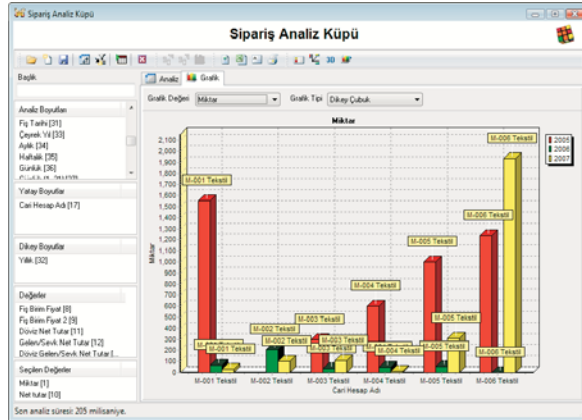 Sipariş Analiz Küpü
Sipariş Analiz Küpü
3D
Başlık
Analiz Boyutları
Fiş Tarihi [31]
Çeyrek Yıl [33]
Aylık [34]
Haftalık [35]
Günlük [36]
Yatay Boyutlar
Cari Hesap Adı [17]
Dikey Boyutlar
Yıllık [32]
Değerler
Fiş Birim Fiyat [8]
Fiş Birim Fiyat 2 [9]
Döviz Net Tutar [11]
Gelen/Sevk Net Tutar [12]
Döviz Gelen/Sevk Net Tutar [...
Seçilen Değerler
Miktar [1]
Net tutar [10]
Analiz
Grafik
Grafik Değeri
Miktar
Grafik Tipi
Dikey Çubuk
Miktar
2005
2006
2007
2,100
2,000
1,900
1,800
1,700
1,600
1,500
1,400
1,300
1,200
1,100
1,000
900
800
700
600
500
400
300
200
100
0
Miktar
M-006 Tekstil
M-001 Tekstil
M-006 Tekstil
M-005 Tekstil
M-004 Tekstil
M-003 Tekstil
M-005 Tekstil
M-002 Tekstil
M-002 Tekstil
M-003 Tekstil
M-001 Tekstil
M-004 Tekstil
M-005 Tekstil
M-006 Tekstil
M-001 Tekstil
M-002 Tekstil
M-003 Tekstil
M-004 Tekstil
M-005 Tekstil
M-006 Tekstil
Cari Hesap Adı
Son analiz süresi: 205 milisaniye.